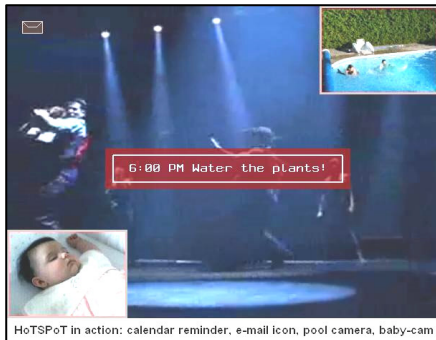 6:00 PM Water the plants!
HoTSPoT in action: calendar reminder, e-mail icon, pool camera, baby-cam